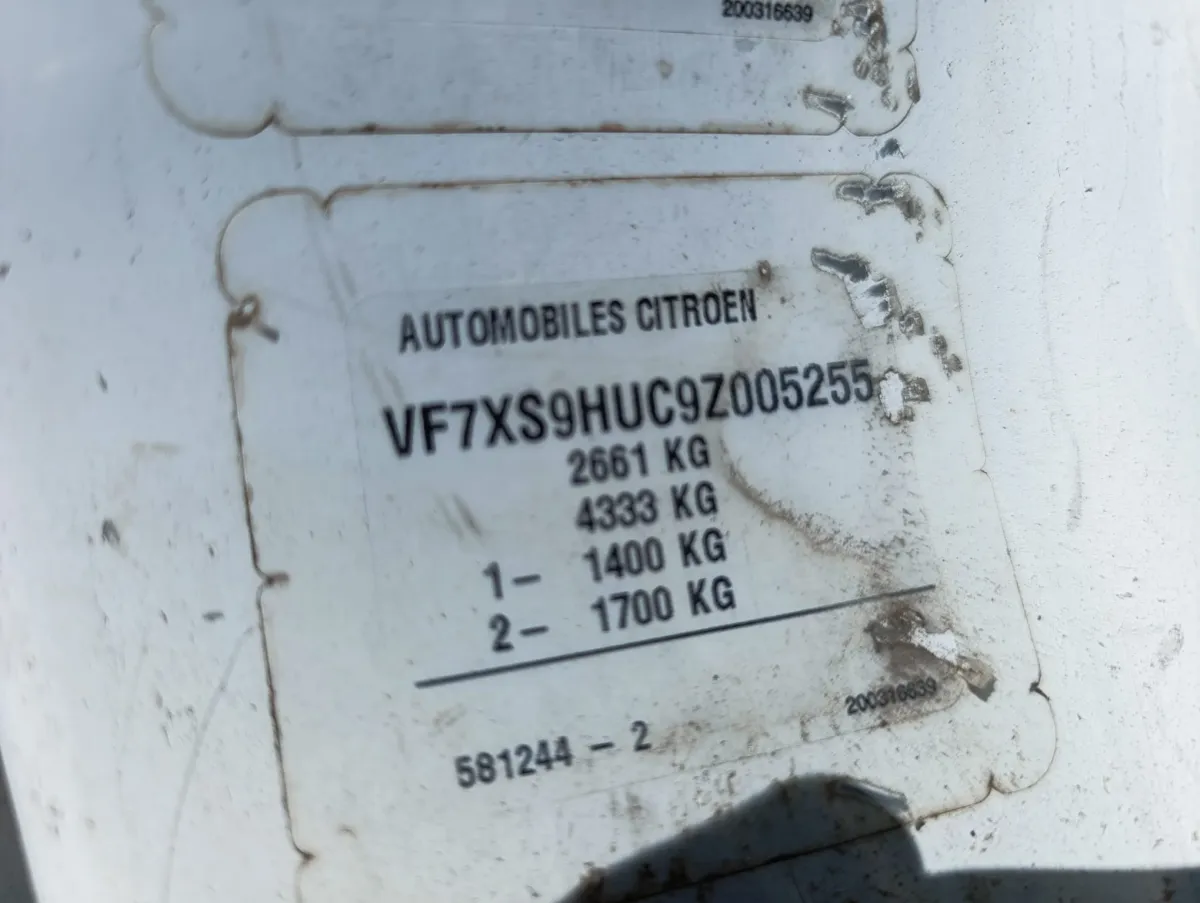 200316639
AUTOMOBILES CITROEN
VF7XS9HUC9Z005255
2661 KG
4333 KG
1- 1400 KG
2- 1700 KG
581244 - 2
200316639